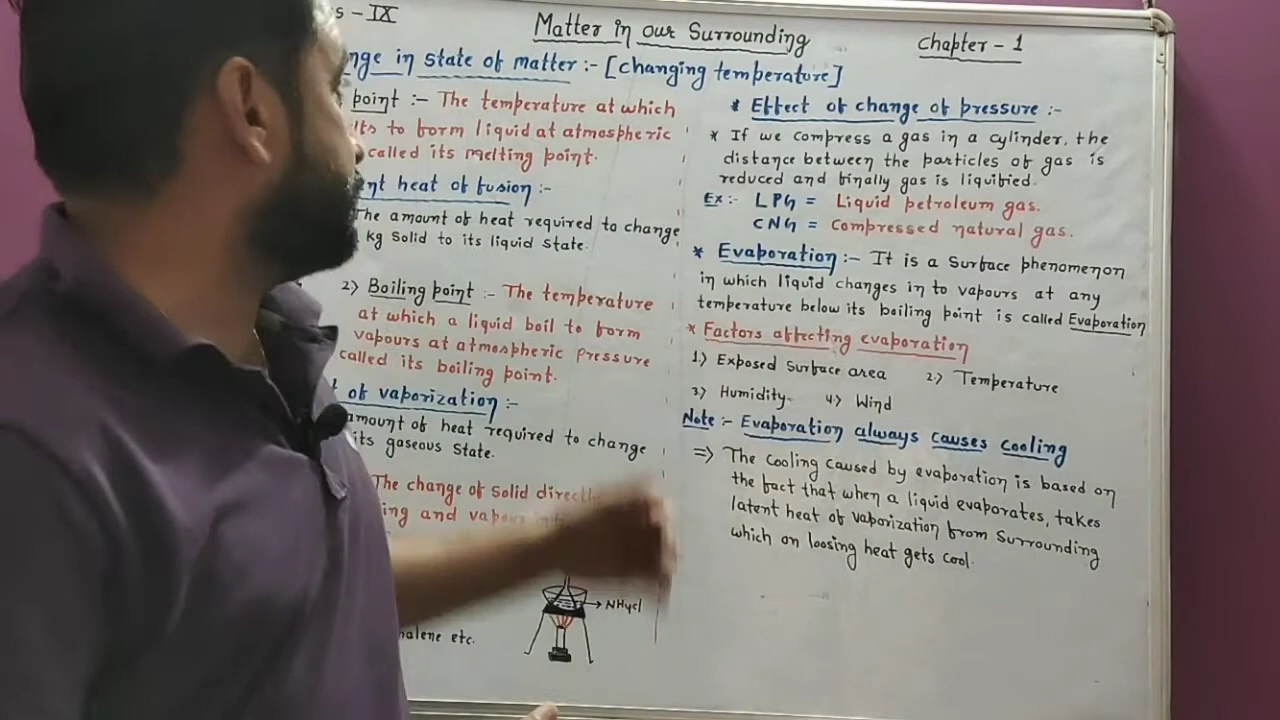 s - IX
Matter in our Surrounding
Chapter - 1
nge in state of matter :- [changing temperature]
point :- The temperature at which
lts to form liquid at atmospheric
called its melting point.
nt heat of fusion :-
The amount of heat required to change
kg Solid to its liquid state.
2) Boiling point :- The temperature
at which a liquid boil to form
vapours at atmospheric pressure
called its boiling point.
of vaporization :-
amount of heat required to change
its gaseous state.
The change of solid direct
ing and vapou
NH4Cl
halene etc.
* Effect of change of pressure :-
* If we compress a gas in a cylinder, the
distance between the particles of gas is
reduced and finally gas is liquified.
Ex :- LPG = Liquid petroleum gas.
CNG = Compressed natural gas.
* Evaporation :- It is a Surface phenomenon
in which liquid changes in to vapours at any
temperature below its boiling point is called Evaporation
* Factors affecting evaporation
1.) Exposed Surface area 2.) Temperature
3) Humidity 4.) Wind
Note :- Evaporation always causes cooling
=> The Cooling caused by evaporation is based on
the fact that when a liquid evaporates, takes
latent heat of vaporization from Surrounding
which on loosing heat gets cool.